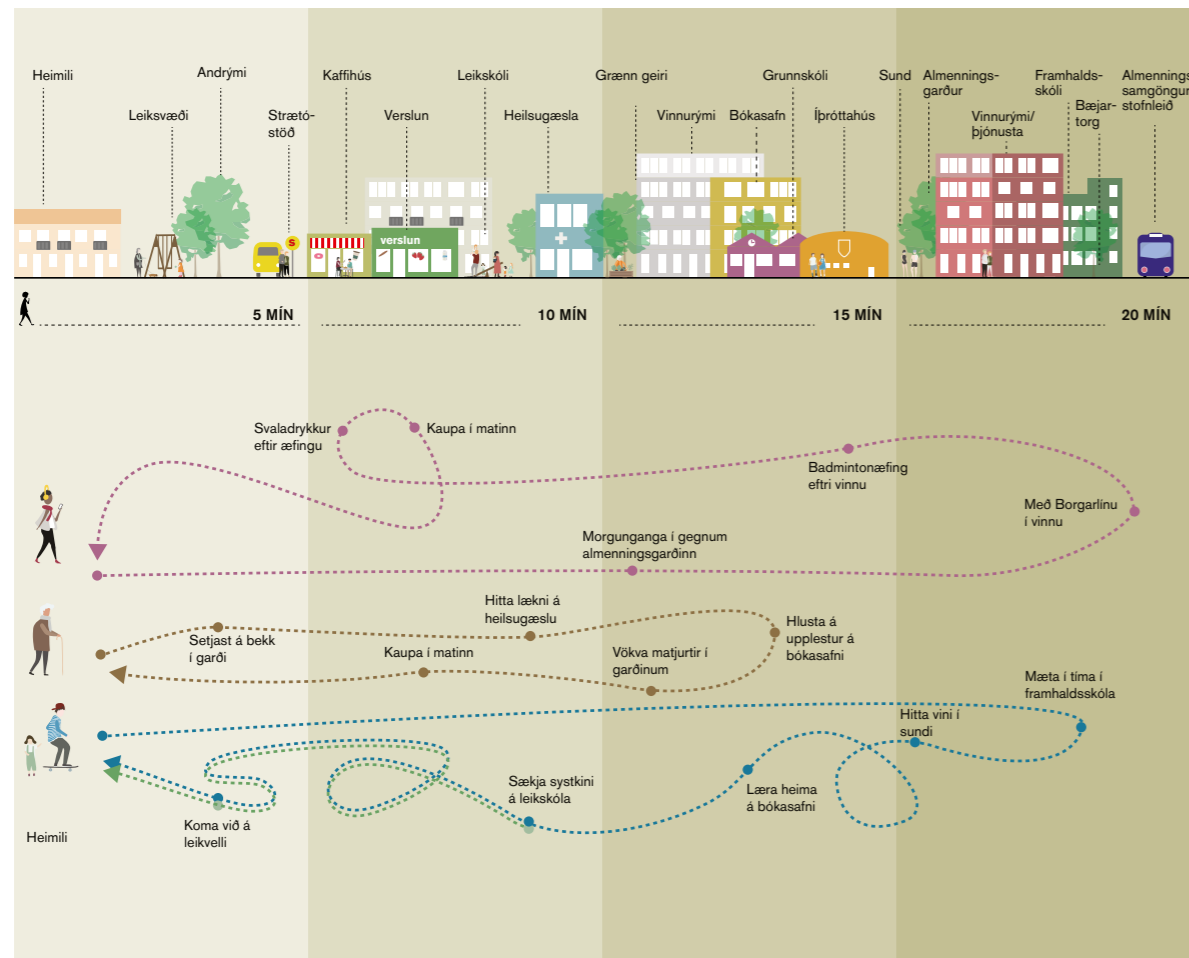 Heimili
Leiksvæði
Andrými
Strætó-
stöð
Kaffihús
Verslun
Leikskóli
Heilsugæsla
Grænn geiri
Vinnurými
Bókasafn
Grunnskóli
Íþróttahús
Sund
Almennings-
garður
Vinnurými/
þjónusta
Framhalds-
skóli
Bæjar-
torg
Almennings
samgöngur
stofnleið
S
verslun
5 MÍN
10 MÍN
15 MÍN
20 MÍN
Svaladrykkur
eftir æfingu
Kaupa í matinn
Badmintonæfing
eftri vinnu
Með Borgarlínu
í vinnu
Morgunganga í gegnum
almenningsgarðinn
Setjast á bekk
í garði
Hitta lækni á
heilsugæslu
Hlusta á
upplestur á
bókasafni
Kaupa í matinn
Vökva matjurtir í
garðinum
Mæta í tíma í
framhaldsskóla
Hitta vini í
sundi
Læra heima
á bókasafni
Sækja systkini
á leikskóla
Koma við á
leikvelli
Heimili